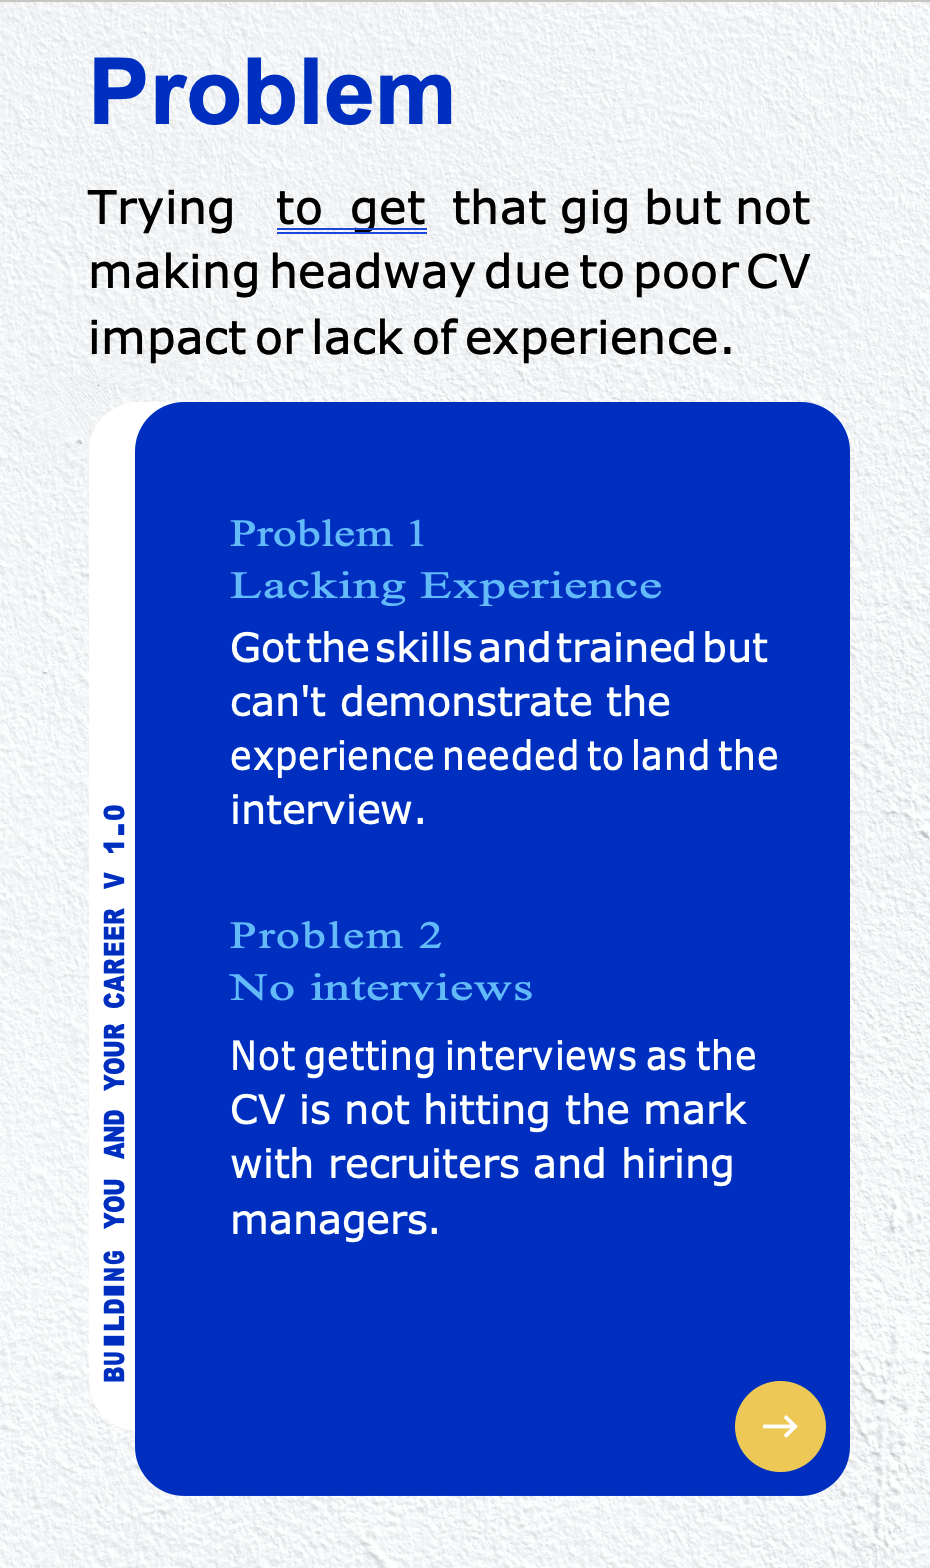 Problem
Trying to get that gig but not
making headway due to poor CV
impact or lack of experience.
Problem 1
Lacking Experience
Got the skills and trained but
can't demonstrate the
experience needed to land the
interview.
Problem 2
No interviews
Not getting interviews as the
CV is not hitting the mark
with recruiters and hiring
managers.
BUILDING YOU AND YOUR CAREER V 1.0